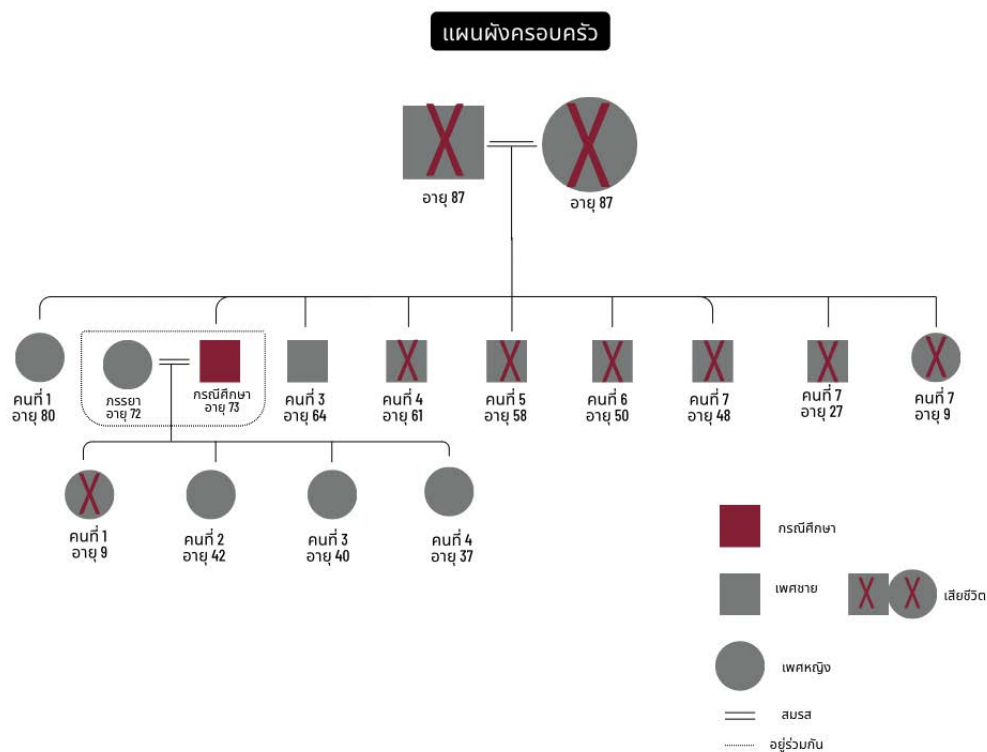 แผนผังครอบครัว
อายุ 87
อายุ 87
คนที่ 1
อายุ 80
ภรรยา
อายุ 72
กรณีศึกษา
อายุ 73
คนที่ 3
อายุ 64
คนที่ 4
อายุ 61
คนที่ 5
อายุ 58
คนที่ 6
อายุ 50
คนที่ 7
อายุ 48
คนที่ 7
อายุ 27
คนที่ 7
อายุ 9
คนที่ 1
อายุ 9
คนที่ 2
อายุ 42
คนที่ 3
อายุ 40
คนที่ 4
อายุ 37
กรณีศึกษา
เพศชาย
เสียชีวิต
เพศหญิง
สมรส
อยู่ร่วมกัน